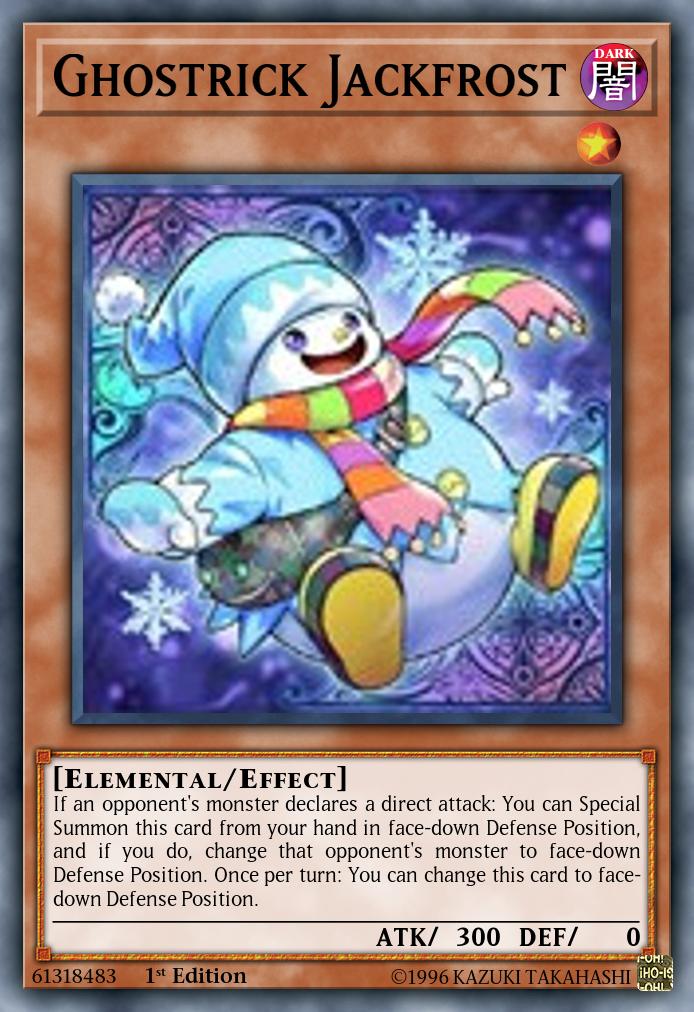 Ghostrick Jackfrost
DARK
闇
[Elemental/Effect]
If an opponent's monster declares a direct attack: You can Special
Summon this card from your hand in face-down Defense Position,
and if you do, change that opponent's monster to face-down
Defense Position. Once per turn: You can change this card to face-
down Defense Position.
ATK/ 300 DEF/ 0
61318483 1st Edition ©1996 KAZUKI TAKAHASHI